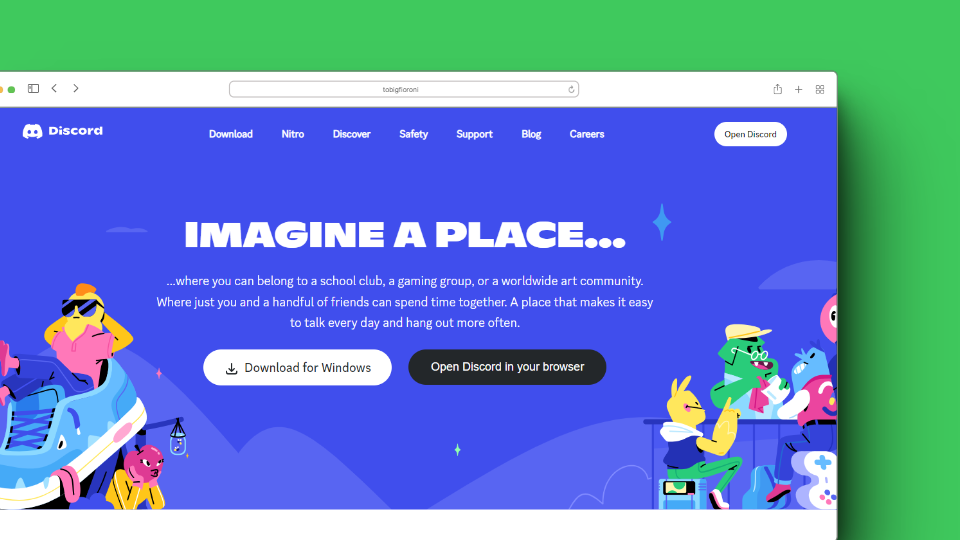 tobigfioroni
Discord
Download Nitro Discover Safety Support Blog Careers
Open Discord
IMAGINE A PLACE...
...where you can belong to a school club, a gaming group, or a worldwide art community.
Where just you and a handful of friends can spend time together. A place that makes it easy
to talk every day and hang out more often.
Download for Windows
Open Discord in your browser